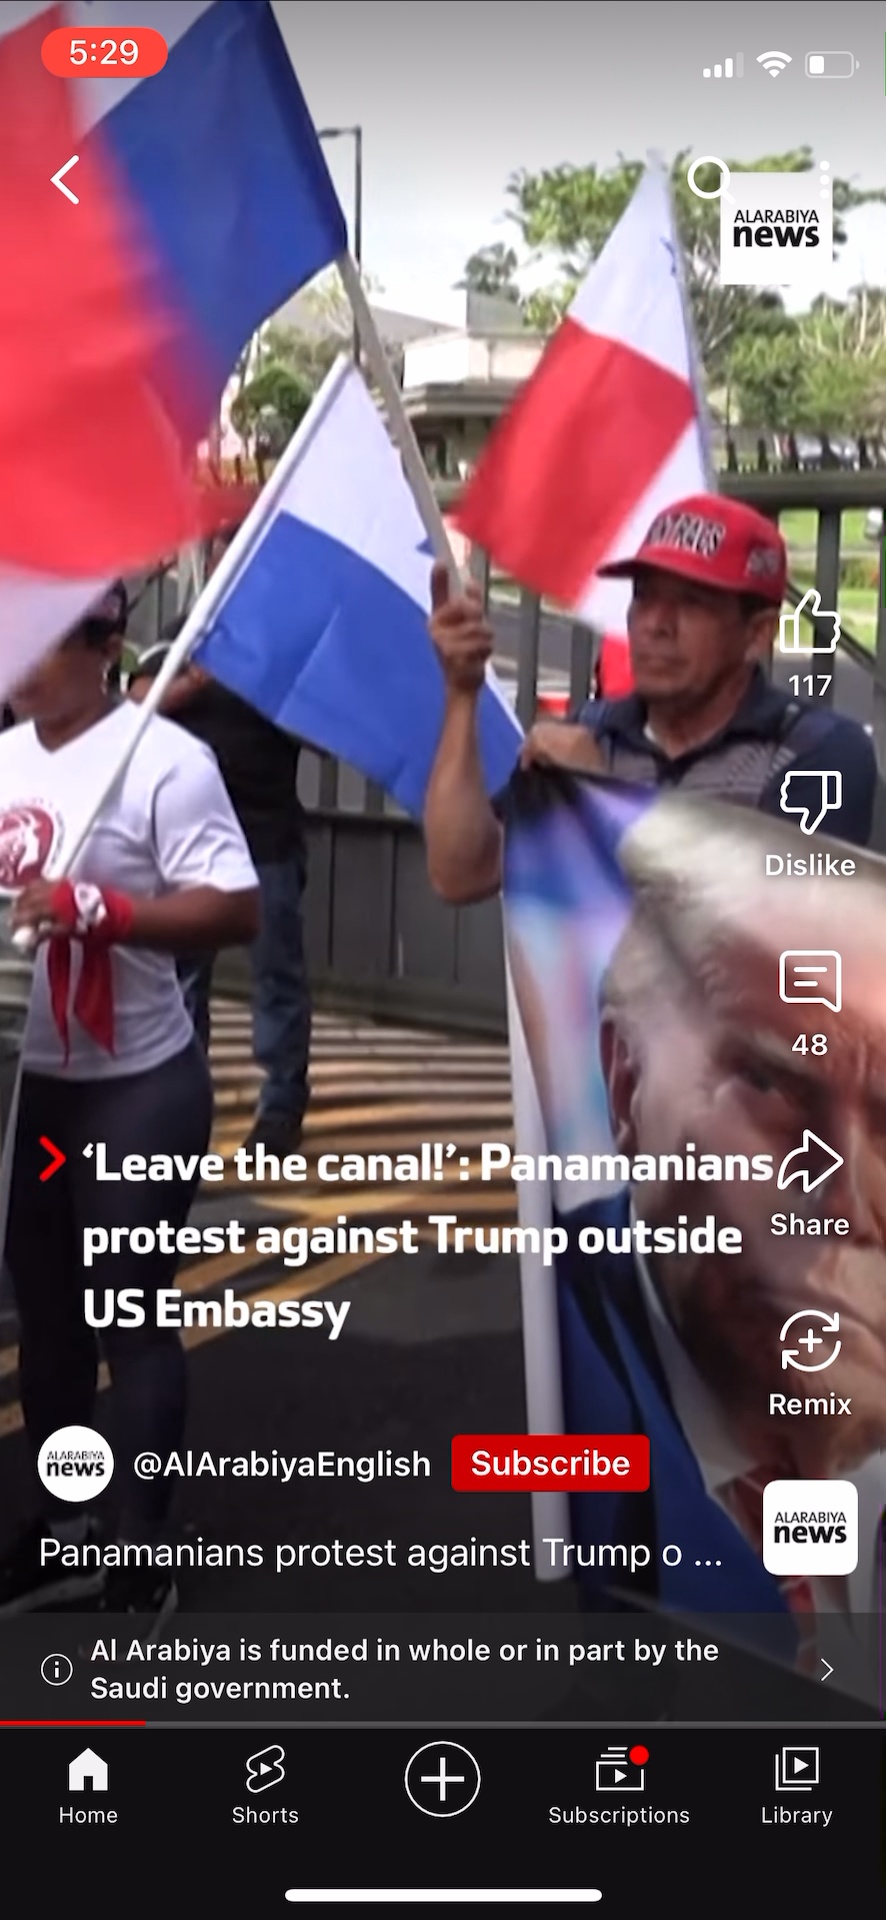 5:29
ALARABIYA
news
117
Dislike
48
‘Leave the canal!’: Panamanians
protest against Trump outside
US Embassy
Share
Remix
ALARABIYA
news
@AlArabiyaEnglish
Subscribe
ALARABIYA
news
Panamanians protest against Trump o ...
Al Arabiya is funded in whole or in part by the
Saudi government.
Home
Shorts
Subscriptions
Library